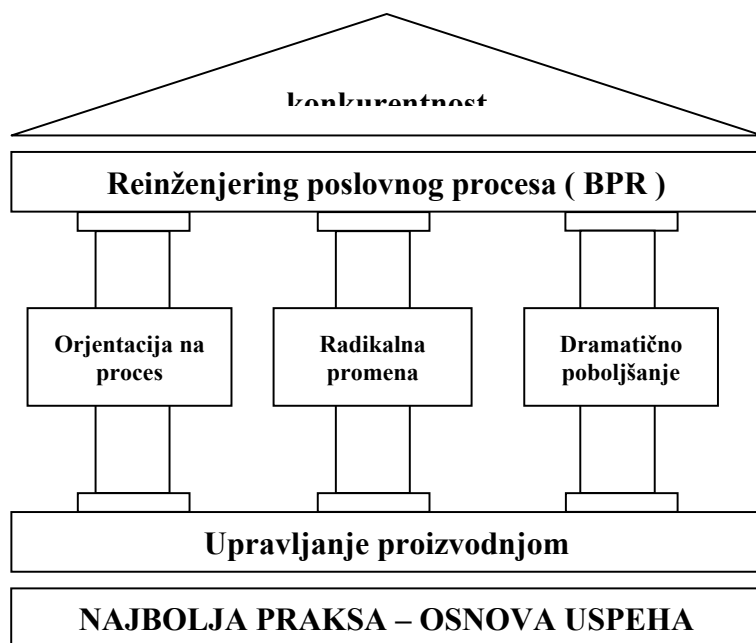 konkurentnost
Reinženjering poslovnog procesa ( BPR )
Orjentacija na
proces
Radikalna
promena
Dramatično
poboljšanje
Upravljanje proizvodnjom
NAJBOLJA PRAKSA – OSNOVA USPEHA